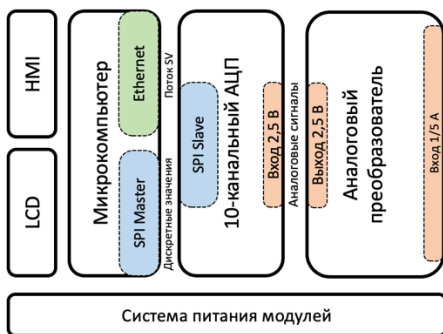 HMI
LCD
Микрокомпьютер
Ethernet
SPI Master
Поток SV
Дискретные значения
SPI Slave
10-канальный АЦП
Вход 2,5 В
Аналоговые сигналы
Выход 2,5 В
Аналоговый
преобразователь
Вход 1/5 А
Система питания модулей